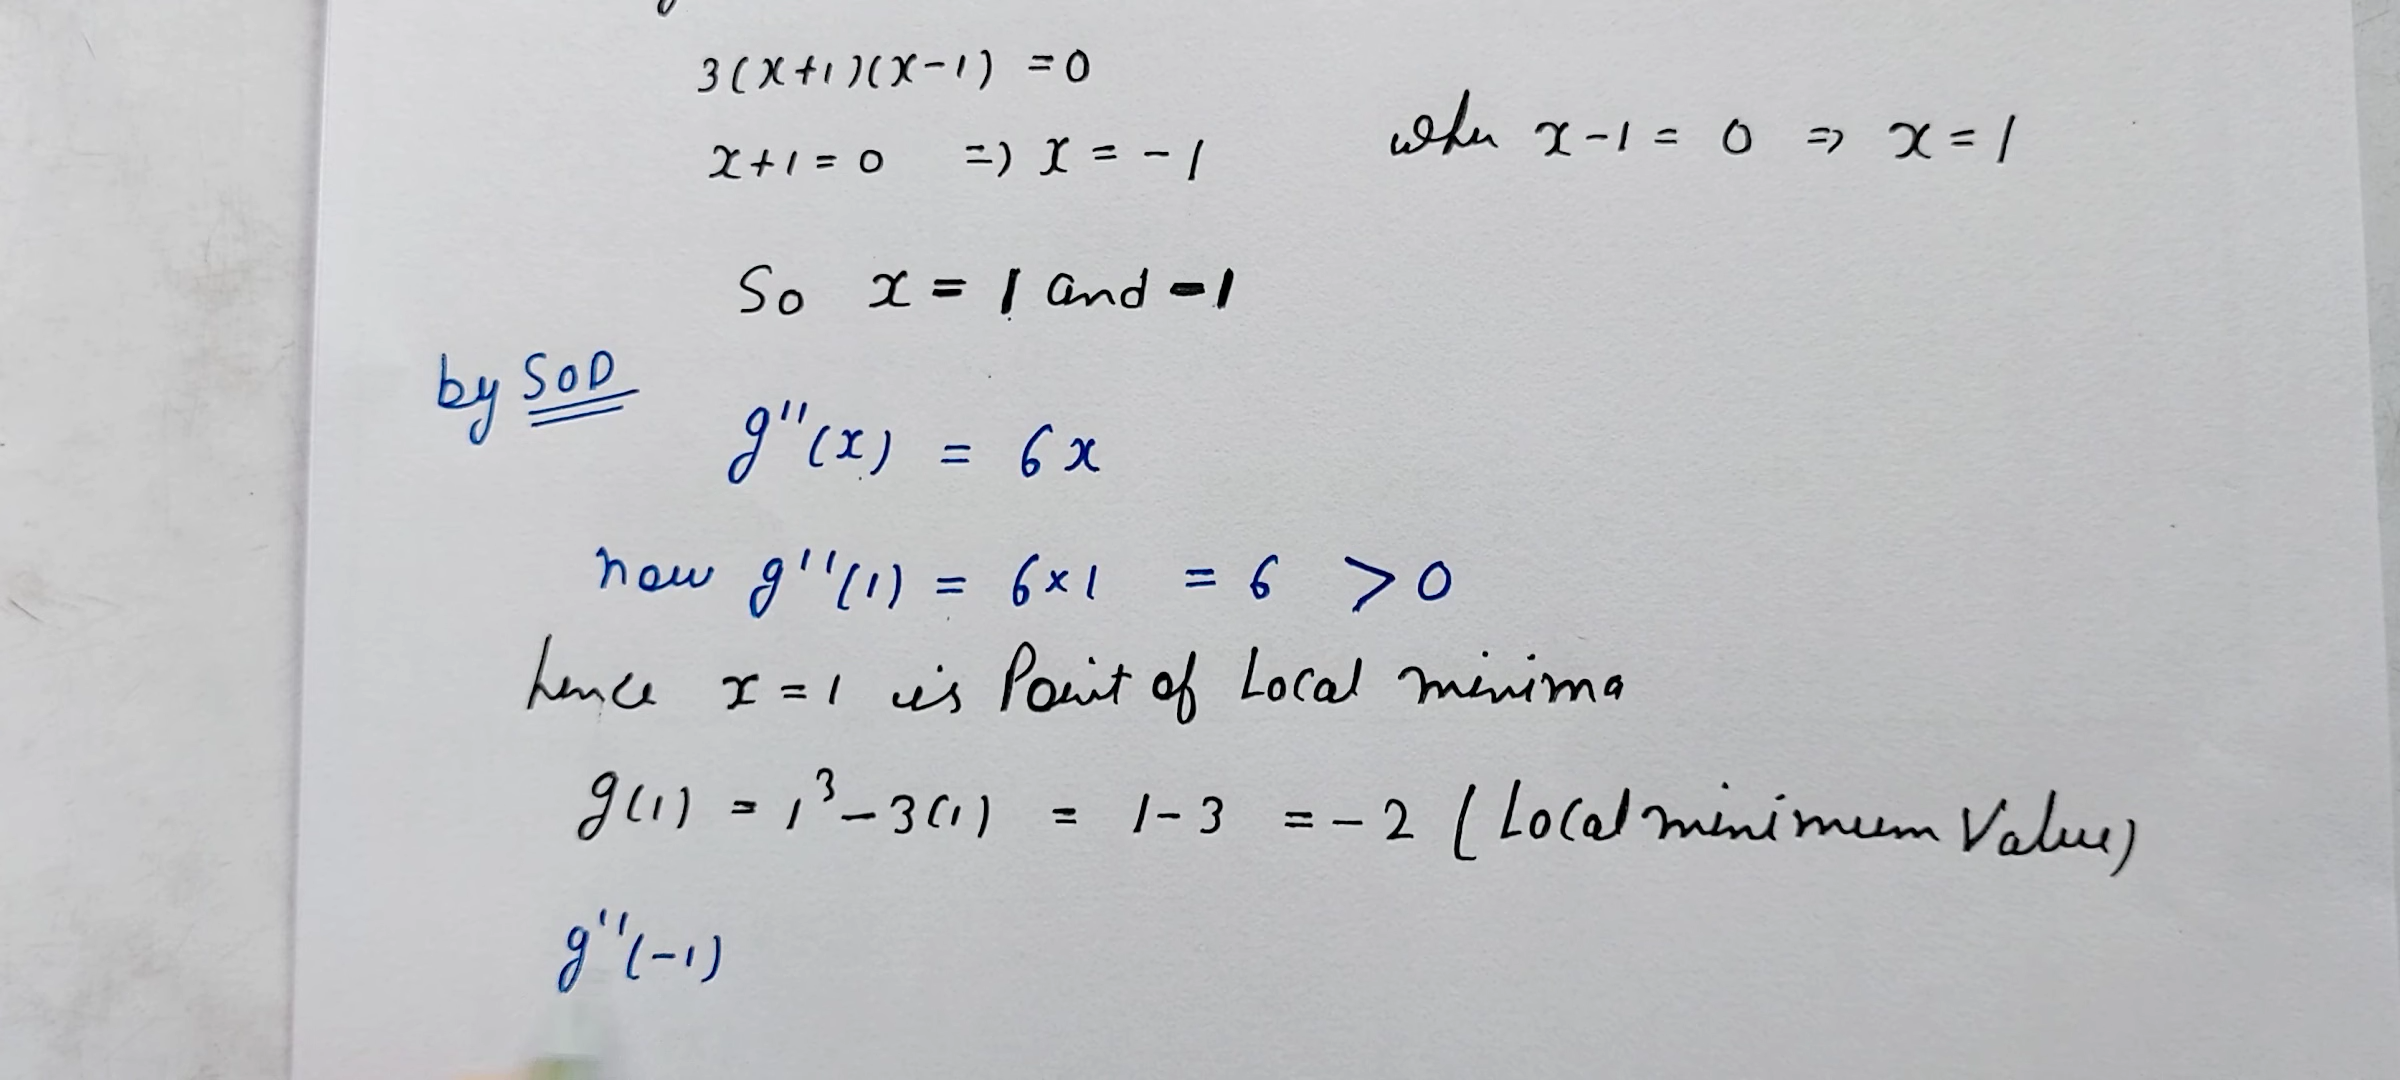 3(x+1)(x-1) = 0
x+1 = 0 => x = -1
when x-1 = 0 => x = 1
So x = 1 and -1
by SOD
g''(x) = 6x
now g''(1) = 6×1 = 6 > 0
hence x = 1 is Point of Local minima
g(1) = 1³-3(1) = 1-3 = -2 (Local minimum Value)
g''(-1)